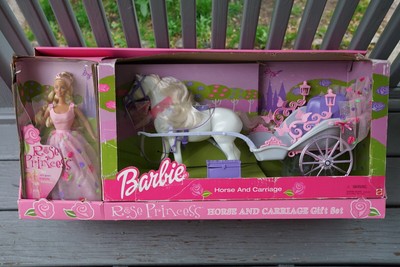 Rose
Princess
Barbie
Horse And Carriage
Rose Princess HORSE AND CARRIAGE Gift Set